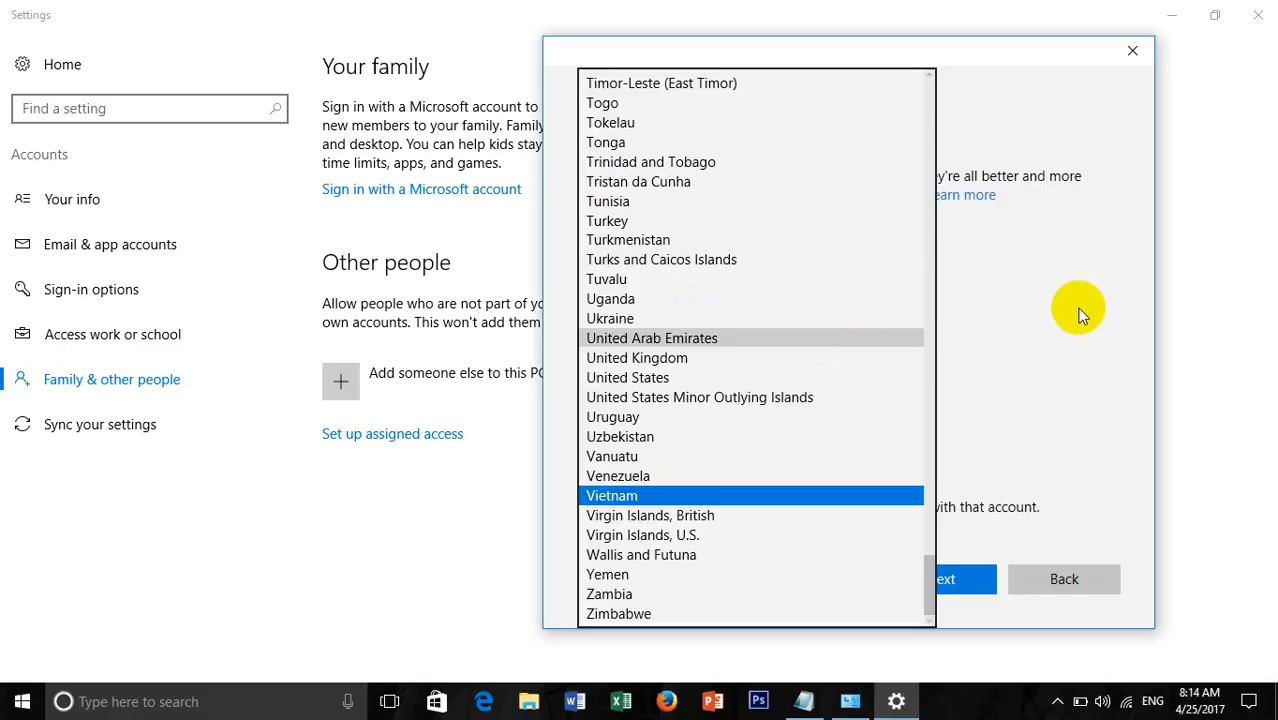 Settings
Home
Find a setting
Accounts
Your info
Email & app accounts
Sign-in options
Access work or school
Family & other people
Sync your settings
Your family
Sign in with a Microsoft account to
new members to your family. Family
and desktop. You can help kids stay
time limits, apps, and games.
Sign in with a Microsoft account
Other people
Allow people who are not part of yo
own accounts. This won't add them
Add someone else to this PC
Set up assigned access
Timor-Leste (East Timor)
Togo
Tokelau
Tonga
Trinidad and Tobago
Tristan da Cunha
Tunisia
Turkey
Turkmenistan
Turks and Caicos Islands
Tuvalu
Uganda
Ukraine
United Arab Emirates
United Kingdom
United States
United States Minor Outlying Islands
Uruguay
Uzbekistan
Vanuatu
Venezuela
Vietnam
Virgin Islands, British
Virgin Islands, U.S.
Wallis and Futuna
Yemen
Zambia
Zimbabwe
y're all better and more
earn more
with that account.
ext
Back
Type here to search
ENG
8:14 AM
4/25/2017